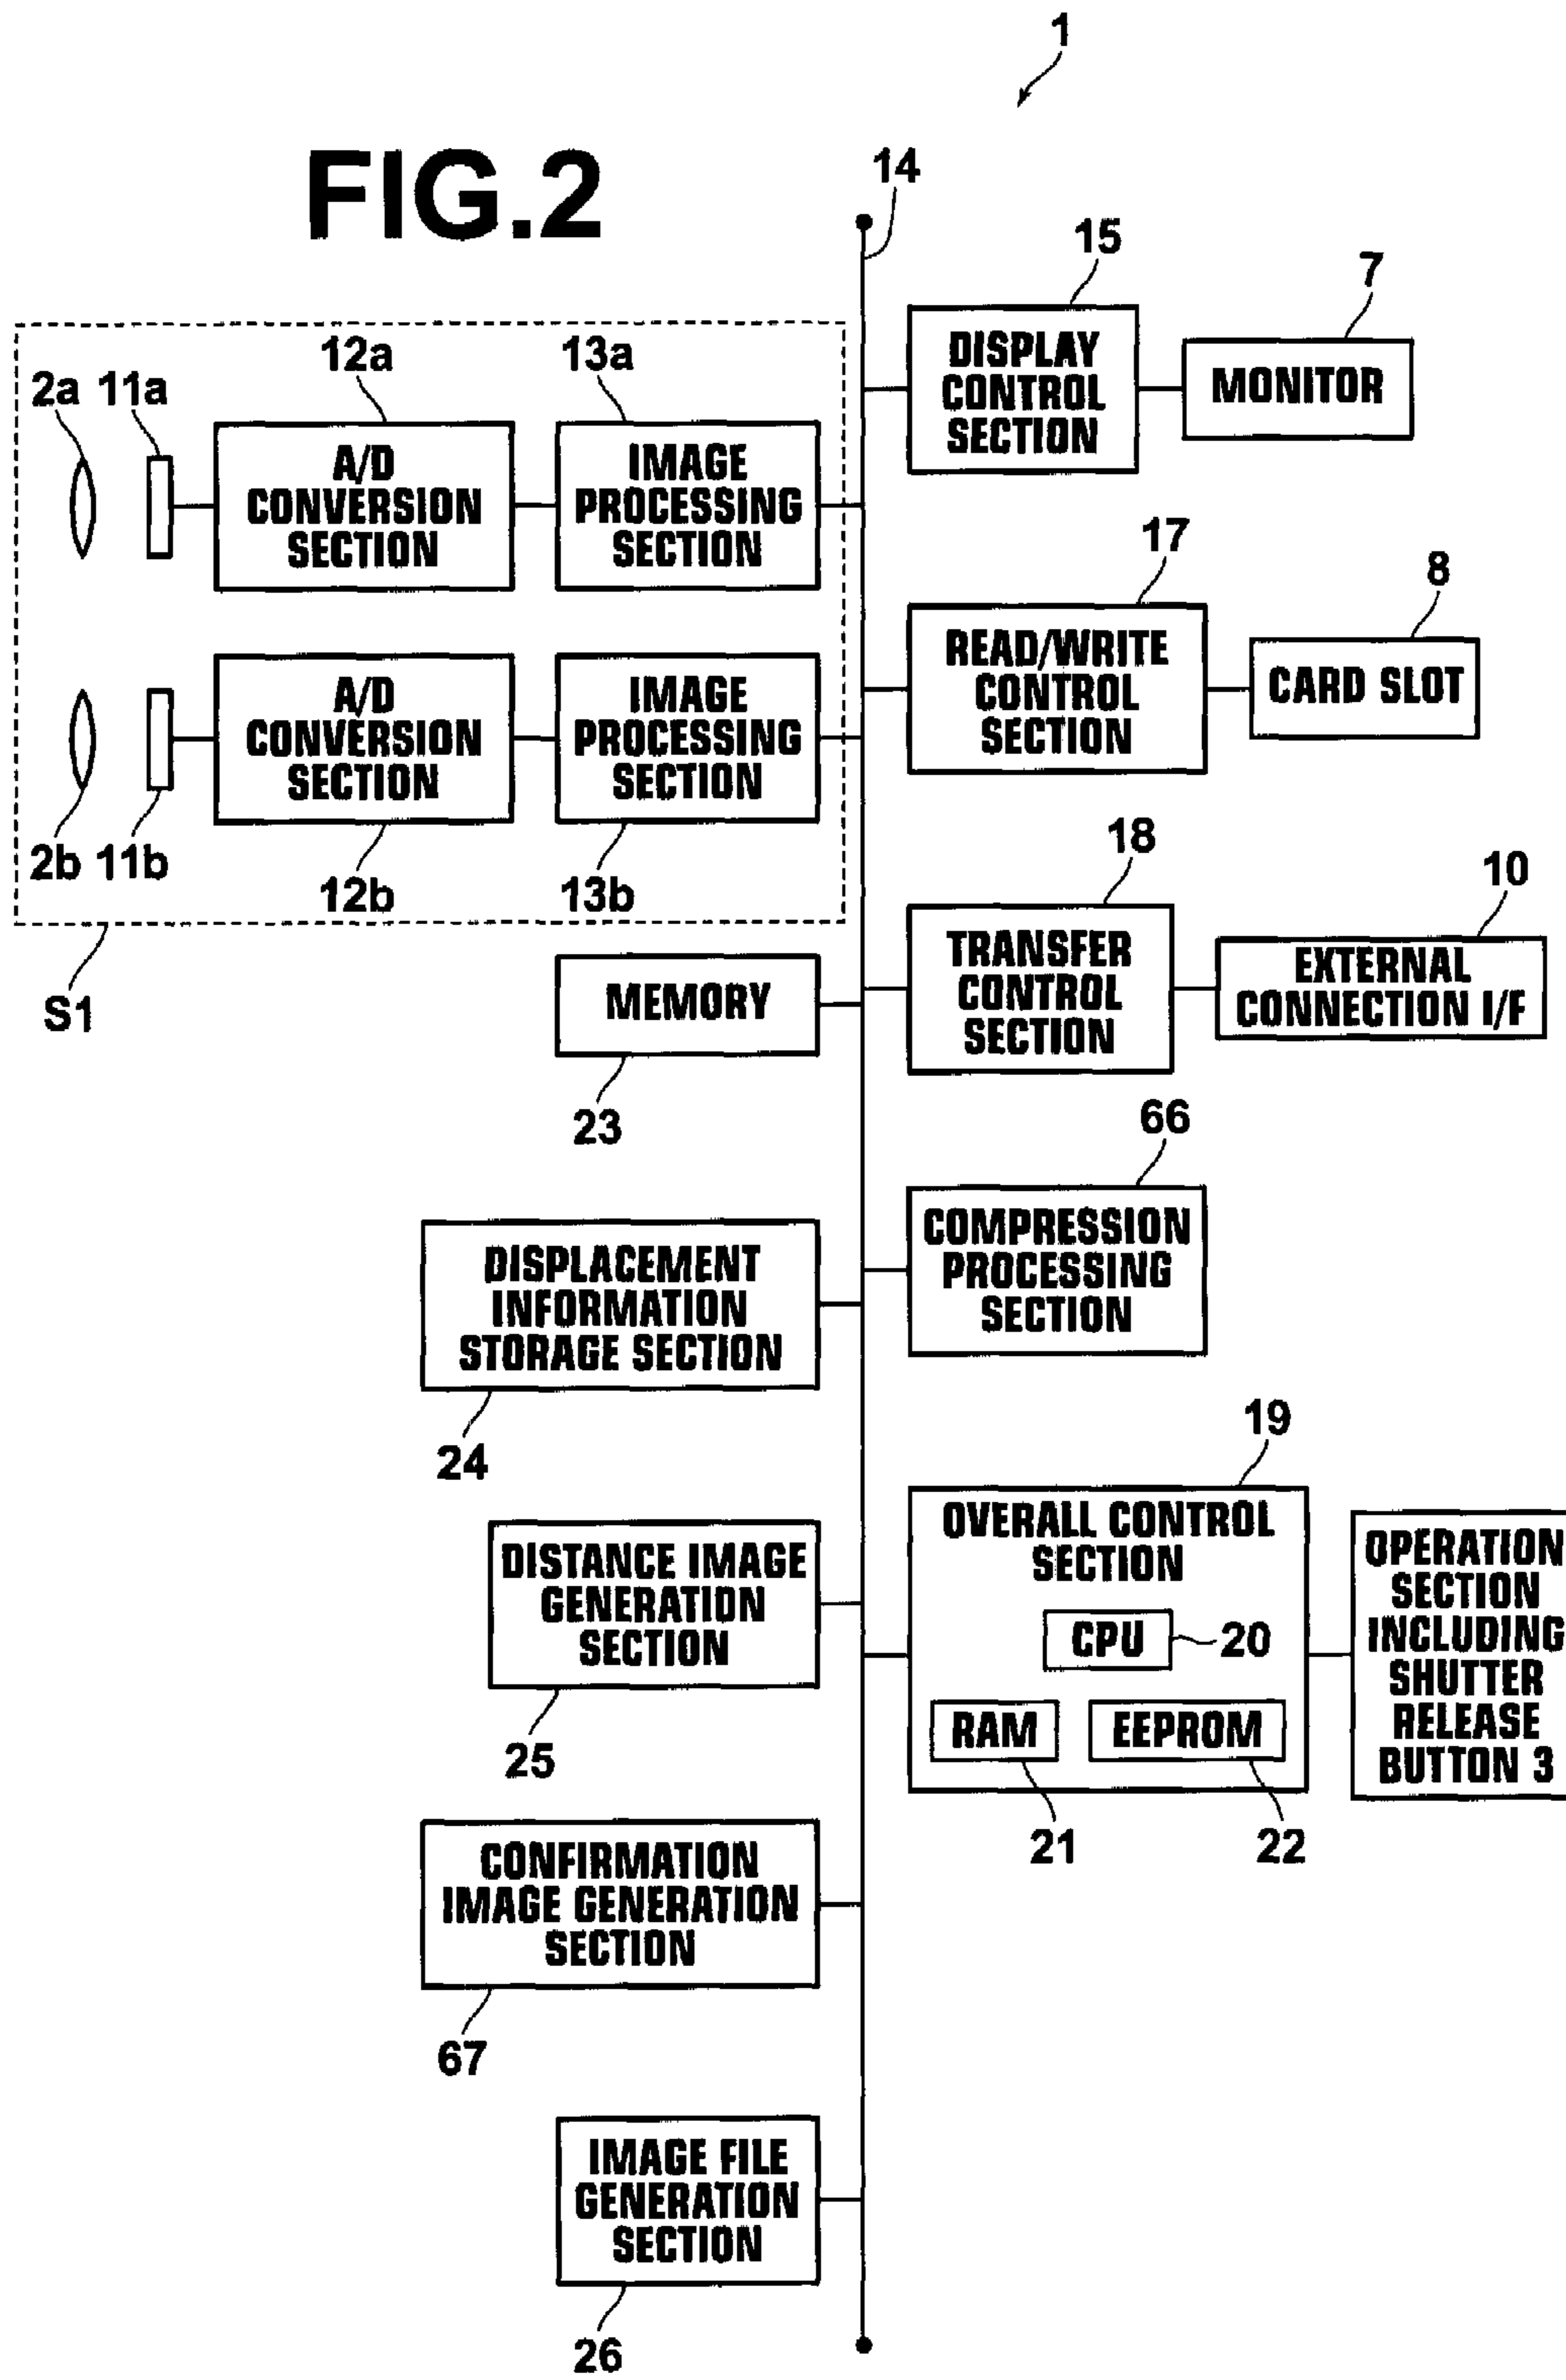 1
FIG.2
14
15
7
DISPLAY
CONTROL
SECTION
MONITOR
12a
13a
2a
11a
A/D
CONVERSION
SECTION
IMAGE
PROCESSING
SECTION
17
8
READ/WRITE
CONTROL
SECTION
CARD SLOT
A/D
CONVERSION
SECTION
IMAGE
PROCESSING
SECTION
2b
11b
12b
13b
S1
18
10
TRANSFER
CONTROL
SECTION
EXTERNAL
CONNECTION I/F
MEMORY
23
66
COMPRESSION
PROCESSING
SECTION
DISPLACEMENT
INFORMATION
STORAGE SECTION
24
19
OVERALL CONTROL
SECTION
CPU
20
RAM
EEPROM
21
22
OPERATION
SECTION
INCLUDING
SHUTTER
RELEASE
BUTTON 3
DISTANCE IMAGE
GENERATION
SECTION
25
CONFIRMATION
IMAGE GENERATION
SECTION
67
IMAGE FILE
GENERATION
SECTION
26